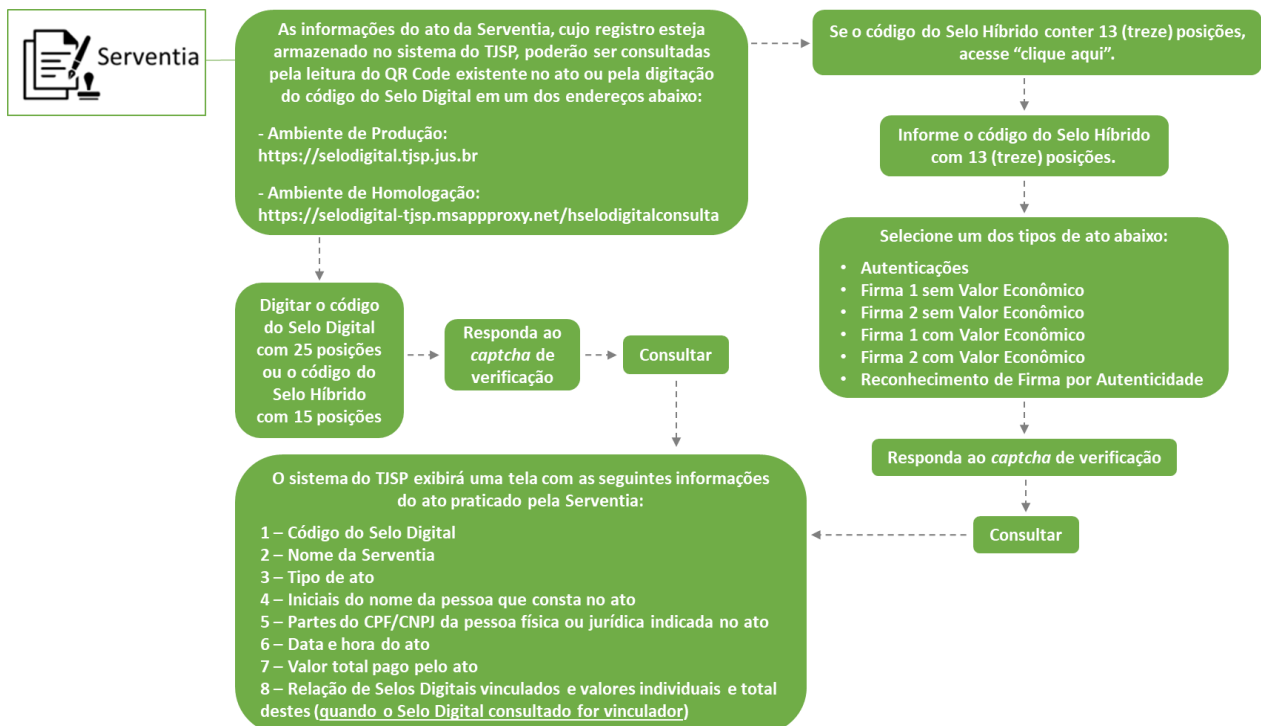 Serventia
As informações do ato da Serventia, cujo registro esteja
armazenado no sistema do TJSP, poderão ser consultadas
pela leitura do QR Code existente no ato ou pela digitação
do código do Selo Digital em um dos endereços abaixo:
- Ambiente de Produção:
https://selodigital.tjsp.jus.br
- Ambiente de Homologação:
https://selodigital-tjsp.msappproxy.net/hselodigitalconsulta
Digitar o código
do Selo Digital
com 25 posições
ou o código do
Selo Híbrido
com 15 posições
Responda ao
captcha de
verificação
Consultar
Se o código do Selo Híbrido conter 13 (treze) posições,
acesse “clique aqui”.
Informe o código do Selo Híbrido
com 13 (treze) posições.
Selecione um dos tipos de ato abaixo:
• Autenticações
• Firma 1 sem Valor Econômico
• Firma 2 sem Valor Econômico
• Firma 1 com Valor Econômico
• Firma 2 com Valor Econômico
• Reconhecimento de Firma por Autenticidade
Responda ao captcha de verificação
Consultar
O sistema do TJSP exibirá uma tela com as seguintes informações
do ato praticado pela Serventia:
1 – Código do Selo Digital
2 – Nome da Serventia
3 – Tipo de ato
4 – Iniciais do nome da pessoa que consta no ato
5 – Partes do CPF/CNPJ da pessoa física ou jurídica indicada no ato
6 – Data e hora do ato
7 – Valor total pago pelo ato
8 – Relação de Selos Digitais vinculados e valores individuais e total
destes (quando o Selo Digital consultado for vinculador)